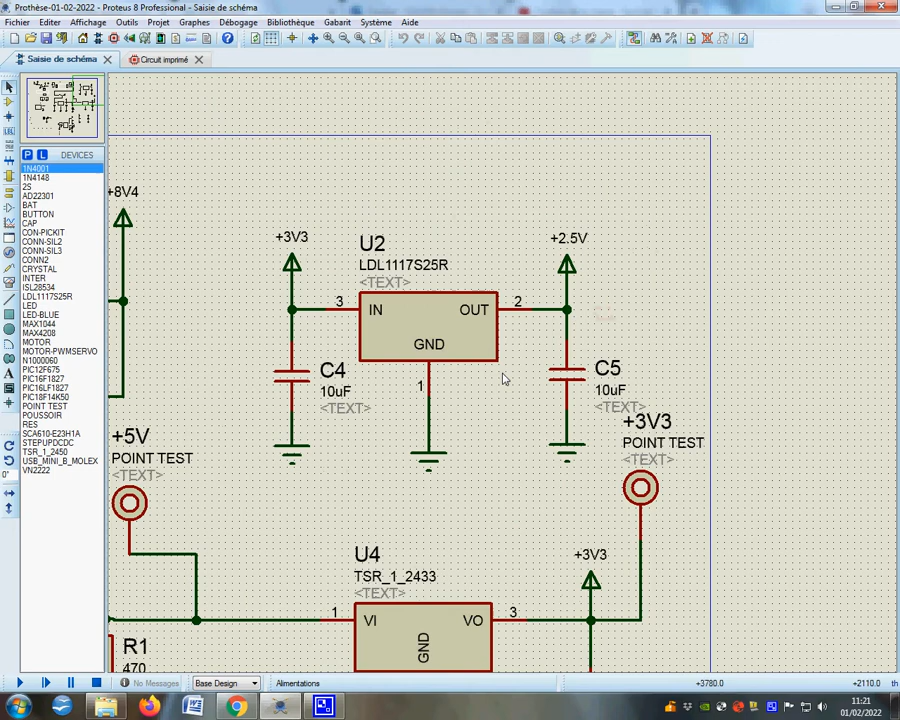 Prothèse-01-02-2022 - Proteus 8 Professional - Saisie de schéma
Fichier Editer Affichage Outils Projet Graphes Débogage Bibliothèque Gabarit Système Aide
Saisie de schéma
Circuit imprimé
P L DEVICES
1N4001
1N4148
2S
AD22301
BAT
BUTTON
CAP
CON-PICKIT
CONN-SIL2
CONN-SIL3
CONN2
CRYSTAL
INTER
ISL28534
LDL1117S25R
LED
LED-BLUE
MAX1044
MAX4208
MOTOR
MOTOR-PWMSERVO
N1000060
PIC12F675
PIC16F1827
PIC16LF1827
PIC18F14K50
POINT TEST
POUSSOIR
RES
SCA610-E23H1A
STEPUPDCDC
TSR_1_2450
USB_MINI_B_MOLEX
VN2222
LBL
A
0°
+8V4
+3V3
U2
LDL1117S25R
<TEXT>
+2.5V
3 IN OUT 2
GND
1
C4
10uF
<TEXT>
C5
10uF
<TEXT>
+3V3
POINT TEST
<TEXT>
+5V
POINT TEST
<TEXT>
U4
TSR_1_2433
<TEXT>
+3V3
1 VI VO 3
GND
R1
470
No Messages
Base Design
Alimentations
+3780.0 +2110.0 th
11:21
01/02/2022